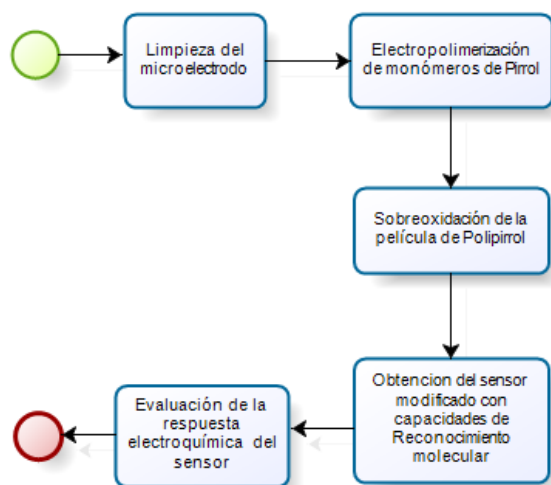 Limpieza del
microelectrodo
Electropolimerización
de monómeros de Pirrol
Sobreoxidación de la
película de Polipirrol
Obtencion del sensor
modificado con
capacidades de
Reconocimiento
molecular
Evaluación de la
respuesta
electroquímica del
sensor